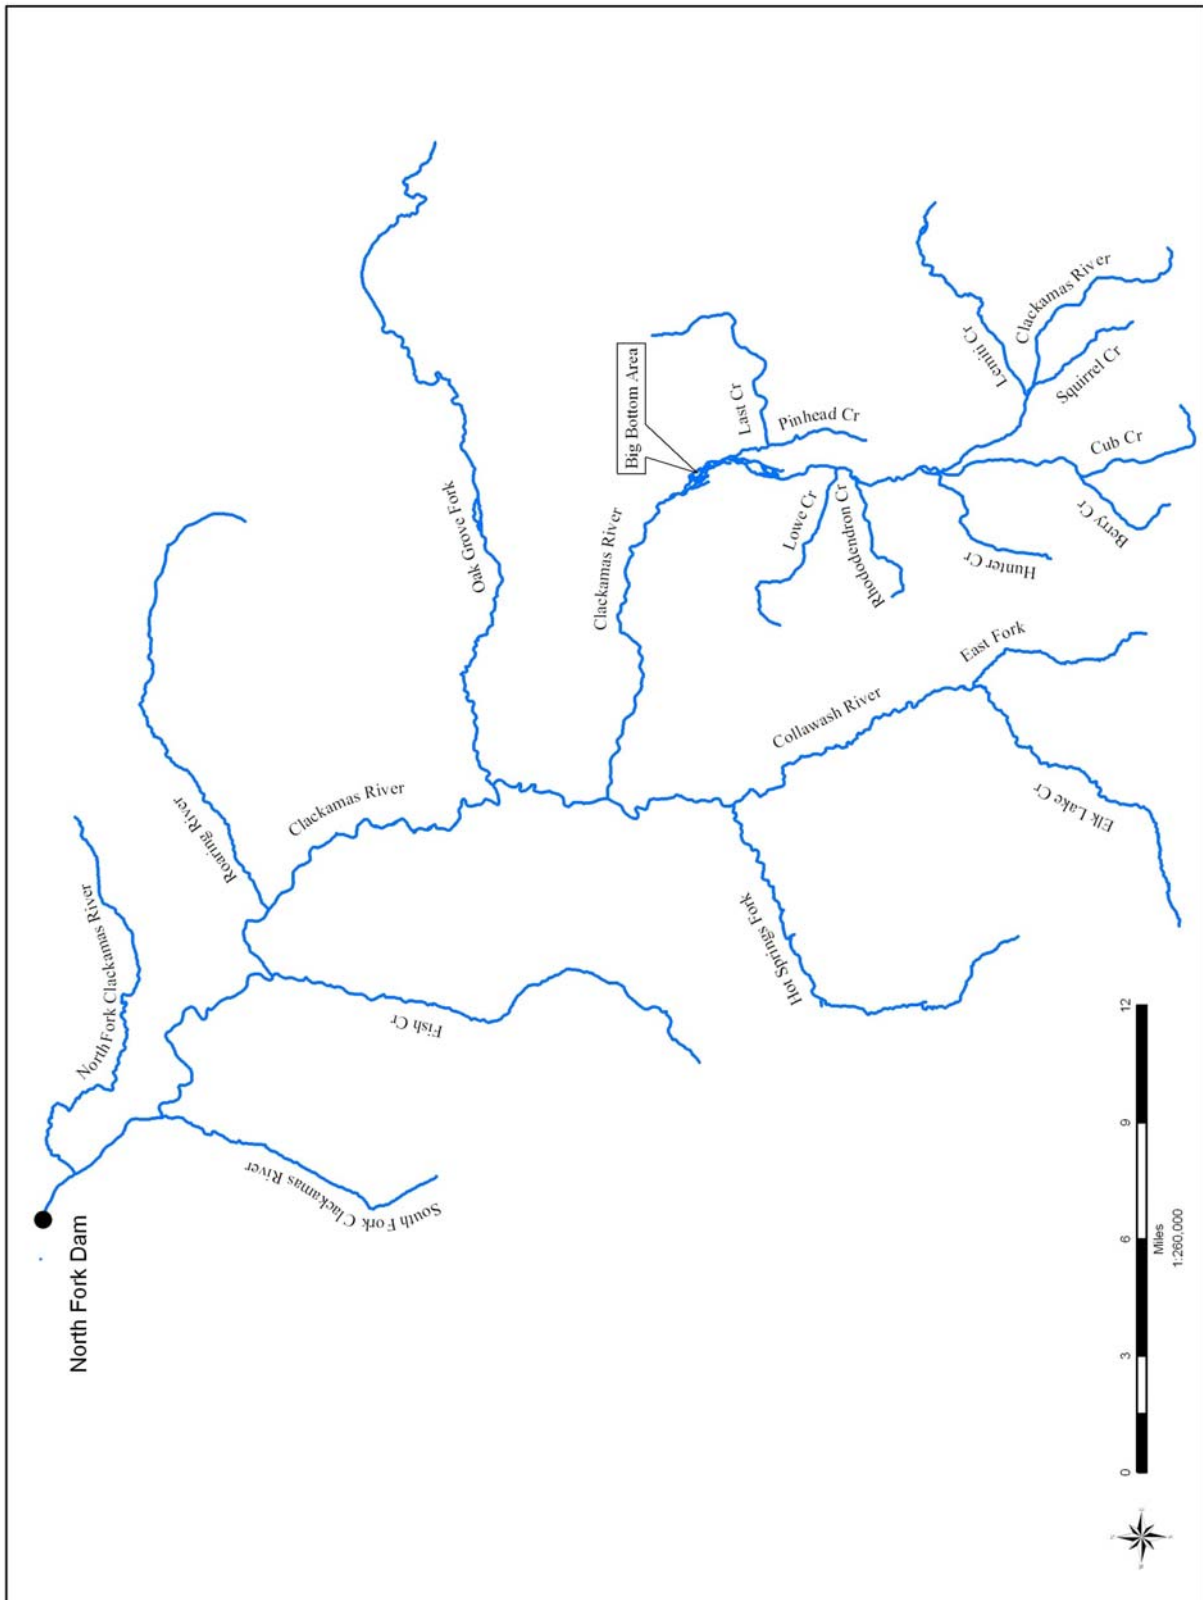 North Fork Dam
North Fork Clackamas River
South Fork Clackamas River
Roaring River
Fish Cr
Clackamas River
Oak Grove Fork
Clackamas River
Big Bottom Area
Last Cr
Pinhead Cr
Lowe Cr
Rhododendron Cr
Hunter Cr
Berry Cr
Cub Cr
Squirrel Cr
Clackamas River
Lemiti Cr
Collawash River
East Fork
Elk Lake Cr
Hot Springs Fork
0 3 6 9 12
Miles
1:260,000